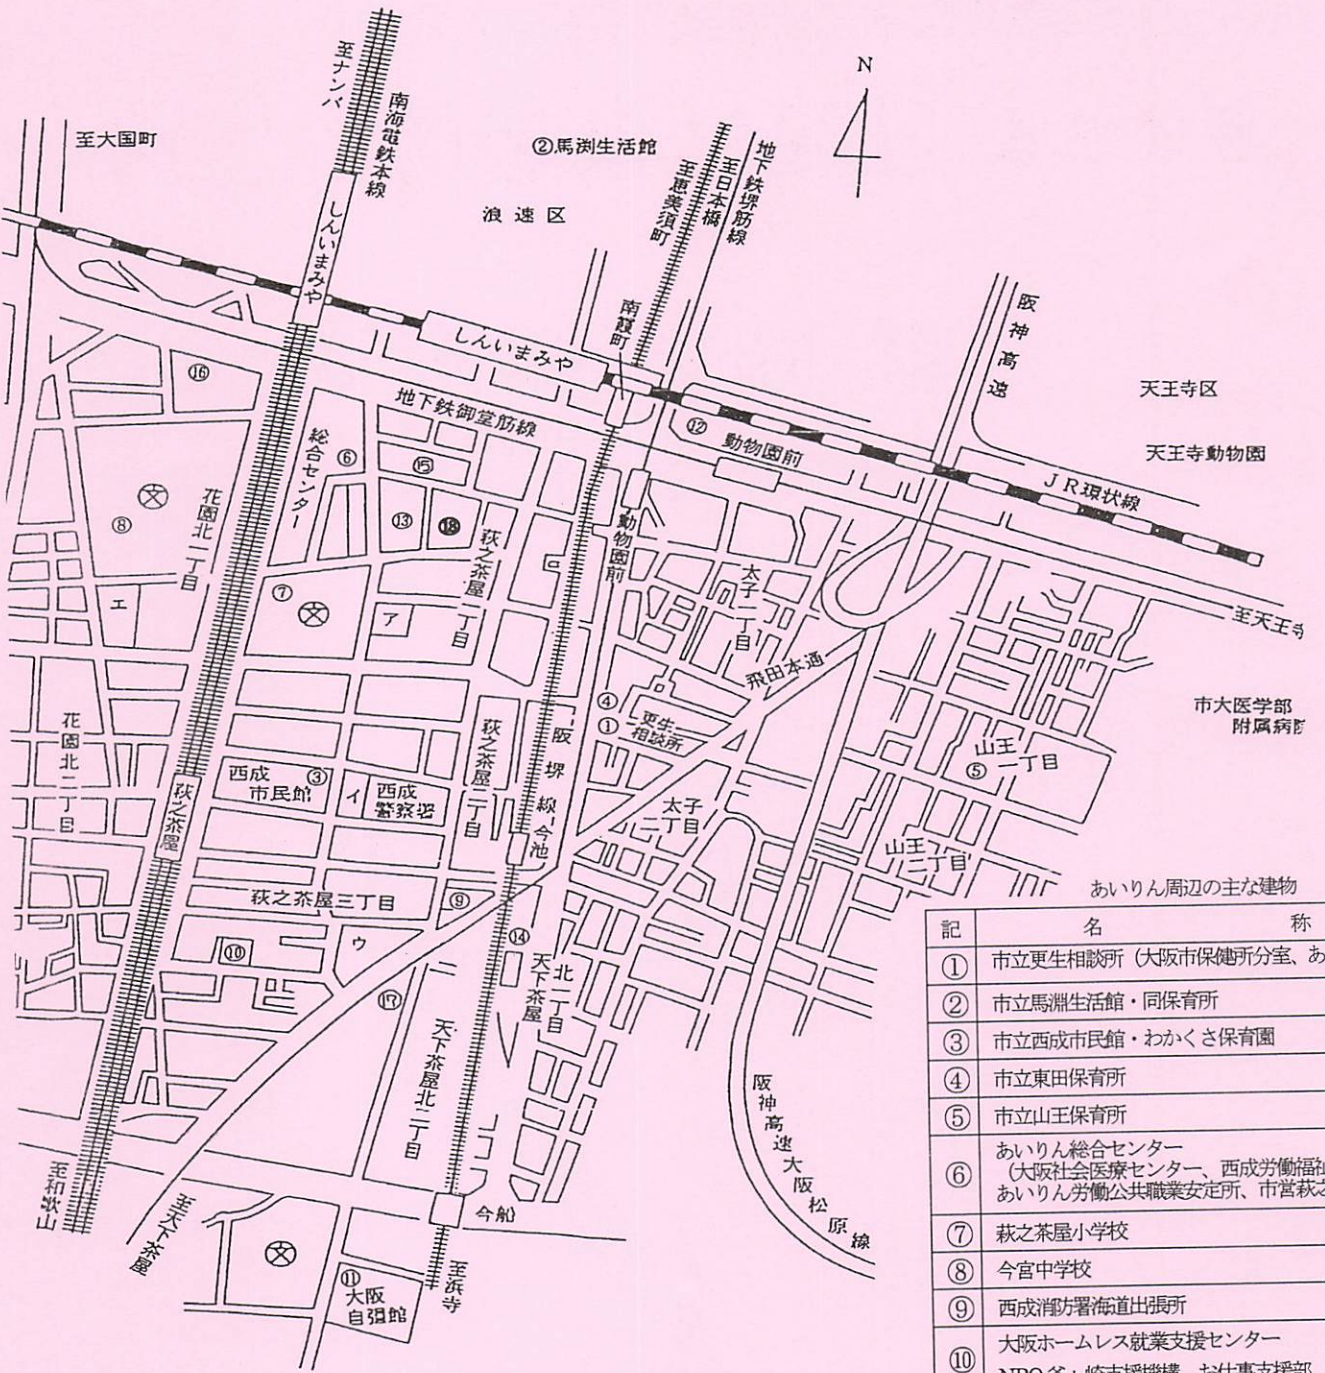 至ナンバ
南海電鉄本線
至大国町
②馬渕生活館
浪速区
至恵美須町
至日本橋
地下鉄堺筋線
N
しんいまみや
しんいまみや
南霞町
阪神高速
天王寺区
天王寺動物園
JR環状線
至天王寺
地下鉄御堂筋線
⑫
動物園前
動物園前
⑯
総合センター
⑥
⑮
⑬
⑱
⑧
文
花園北一丁目
エ
⑦
文
ア
萩之茶屋一丁目
太子一丁目
飛田本通
④
①
更生
相談所
市大医学部
附属病院
山王
一丁目
⑤
花園北二丁目
西成
市民館
③
イ
西成
警察署
萩之茶屋二丁目
阪堺線
今池
太子
二丁目
山王
二丁目
萩之茶屋
萩之茶屋三丁目
⑨
⑩
ウ
⑭
⑰
天下茶屋北一丁目
天下茶屋北二丁目
阪神高速大阪松原線
至和歌山
至天下茶屋
今船
至浜寺
文
⑪
大阪
自彊館
あいりん周辺の主な建物
記 名称
① 市立更生相談所（大阪市保健所分室、あ
② 市立馬淵生活館・同保育所
③ 市立西成市民館・わかくさ保育園
④ 市立東田保育所
⑤ 市立山王保育所
⑥ あいりん総合センター
（大阪社会医療センター、西成労働福祉
あいりん労働公共職業安定所、市営萩之
⑦ 萩之茶屋小学校
⑧ 今宮中学校
⑨ 西成消防署海道出張所
⑩ 大阪ホームレス就業支援センター